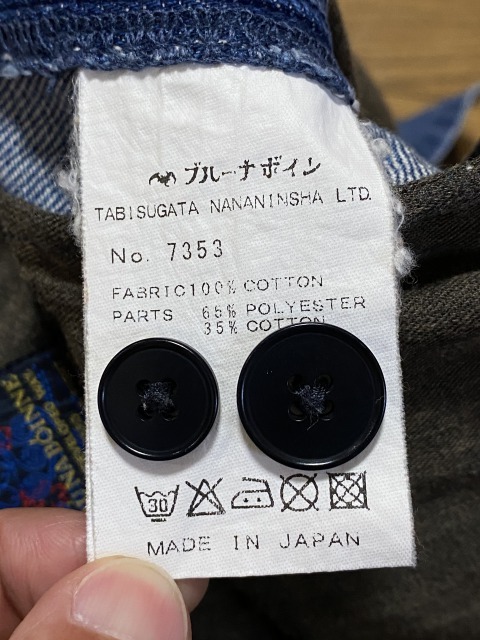 ブルーナボイン
TABISUGATA NANANINSHA LTD.
No. 7353
FABRIC100% COTTON
PARTS 65% POLYESTER
35% COTTON
30
MADE IN JAPAN